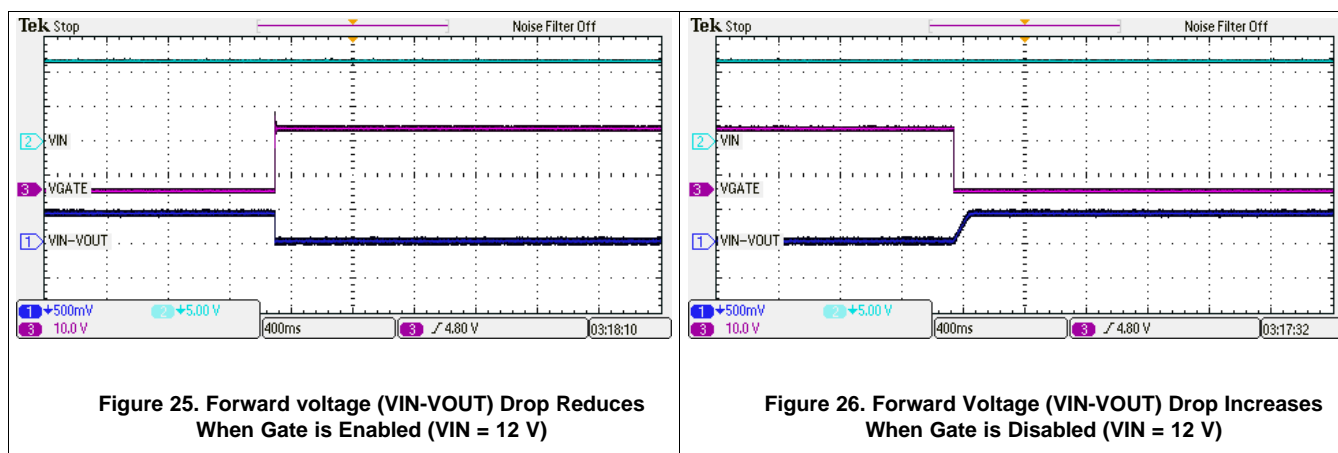 Tek Stop
Noise Filter Off
2 VIN
3 VGATE
1 VIN-VOUT
1 500mV
2 5.00 V
3 10.0 V
400ms
3 4.80 V
03:18:10
Figure 25. Forward voltage (VIN-VOUT) Drop Reduces
When Gate is Enabled (VIN = 12 V)
Tek Stop
Noise Filter Off
2 VIN
3 VGATE
1 VIN-VOUT
1 500mV
2 5.00 V
3 10.0 V
400ms
3 4.80 V
03:17:32
Figure 26. Forward Voltage (VIN-VOUT) Drop Increases
When Gate is Disabled (VIN = 12 V)